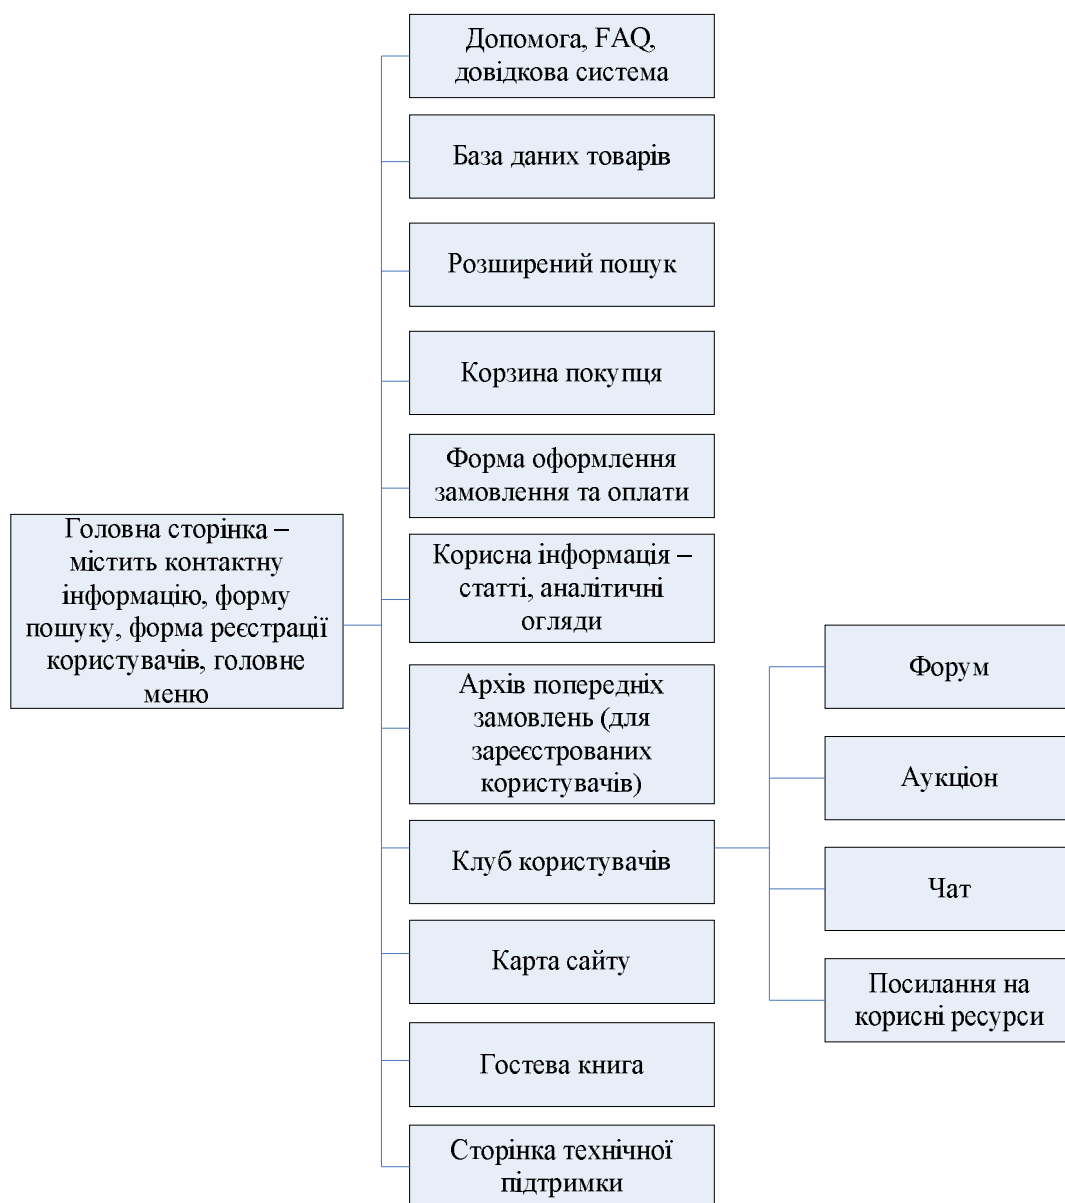 Допомога, FAQ,
довідкова система
База даних товарів
Розширений пошук
Корзина покупця
Форма оформлення
замовлення та оплати
Головна сторінка –
містить контактну
інформацію, форму
пошуку, форма реєстрації
користувачів, головне
меню
Корисна інформація –
статті, аналітичні
огляди
Архів попередніх
замовлень (для
зареєстрованих
користувачів)
Клуб користувачів
Форум
Аукціон
Чат
Посилання на
корисні ресурси
Карта сайту
Гостева книга
Сторінка технічної
підтримки